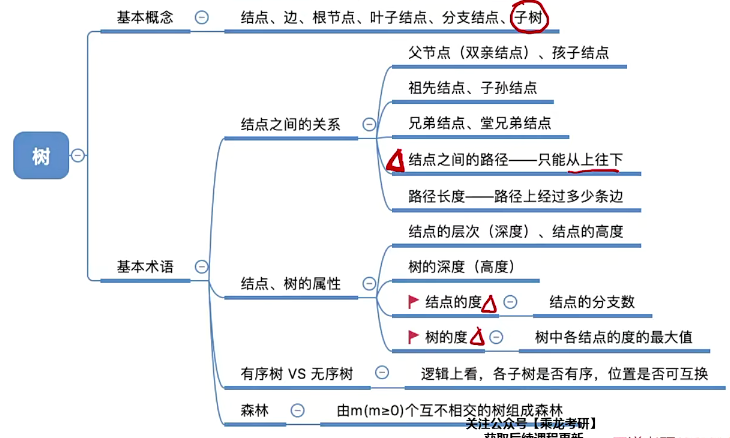 树
基本概念
结点、边、根节点、叶子结点、分支结点、子树
基本术语
结点之间的关系
父节点（双亲结点）、孩子结点
祖先结点、子孙结点
兄弟结点、堂兄弟结点
结点之间的路径——只能从上往下
路径长度——路径上经过多少条边
结点、树的属性
结点的层次（深度）、结点的高度
树的深度（高度）
结点的度
结点的分支数
树的度
树中各结点的度的最大值
有序树 VS 无序树
逻辑上看，各子树是否有序，位置是否可互换
森林
由m(m≥0)个互不相交的树组成森林
关注公众号【乘龙考研】
获取后续课程更新